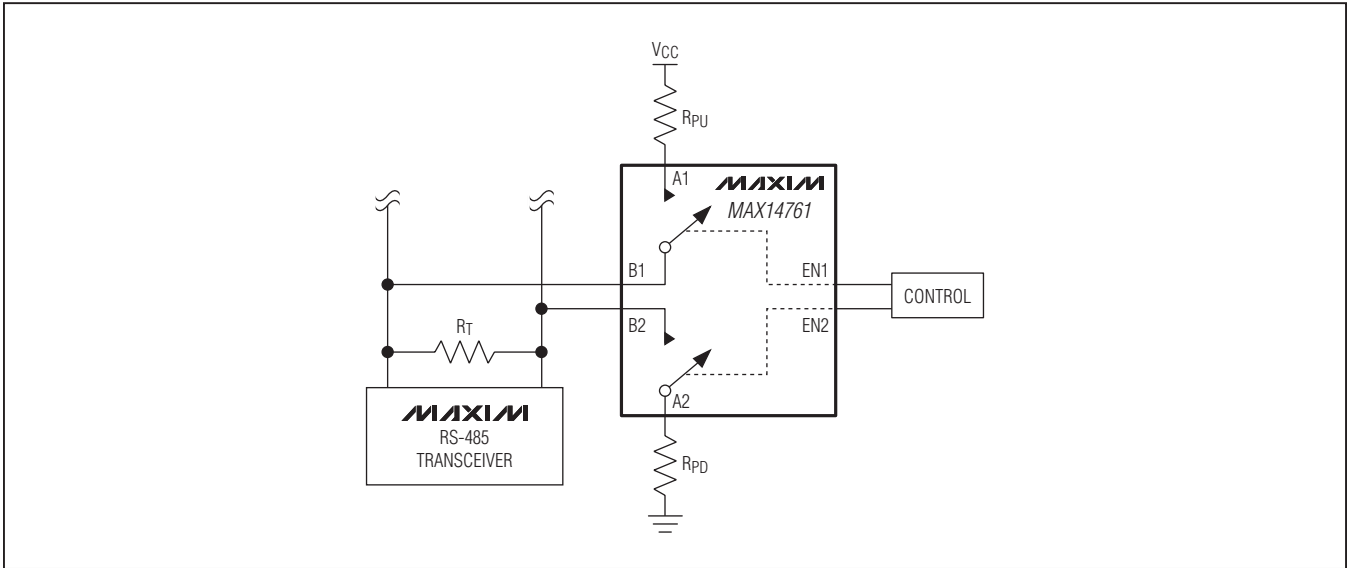 VCC
RPU
A1
MAXIM
MAX14761
B1
EN1
CONTROL
B2
EN2
RT
A2
MAXIM
RS-485
TRANSCEIVER
RPD